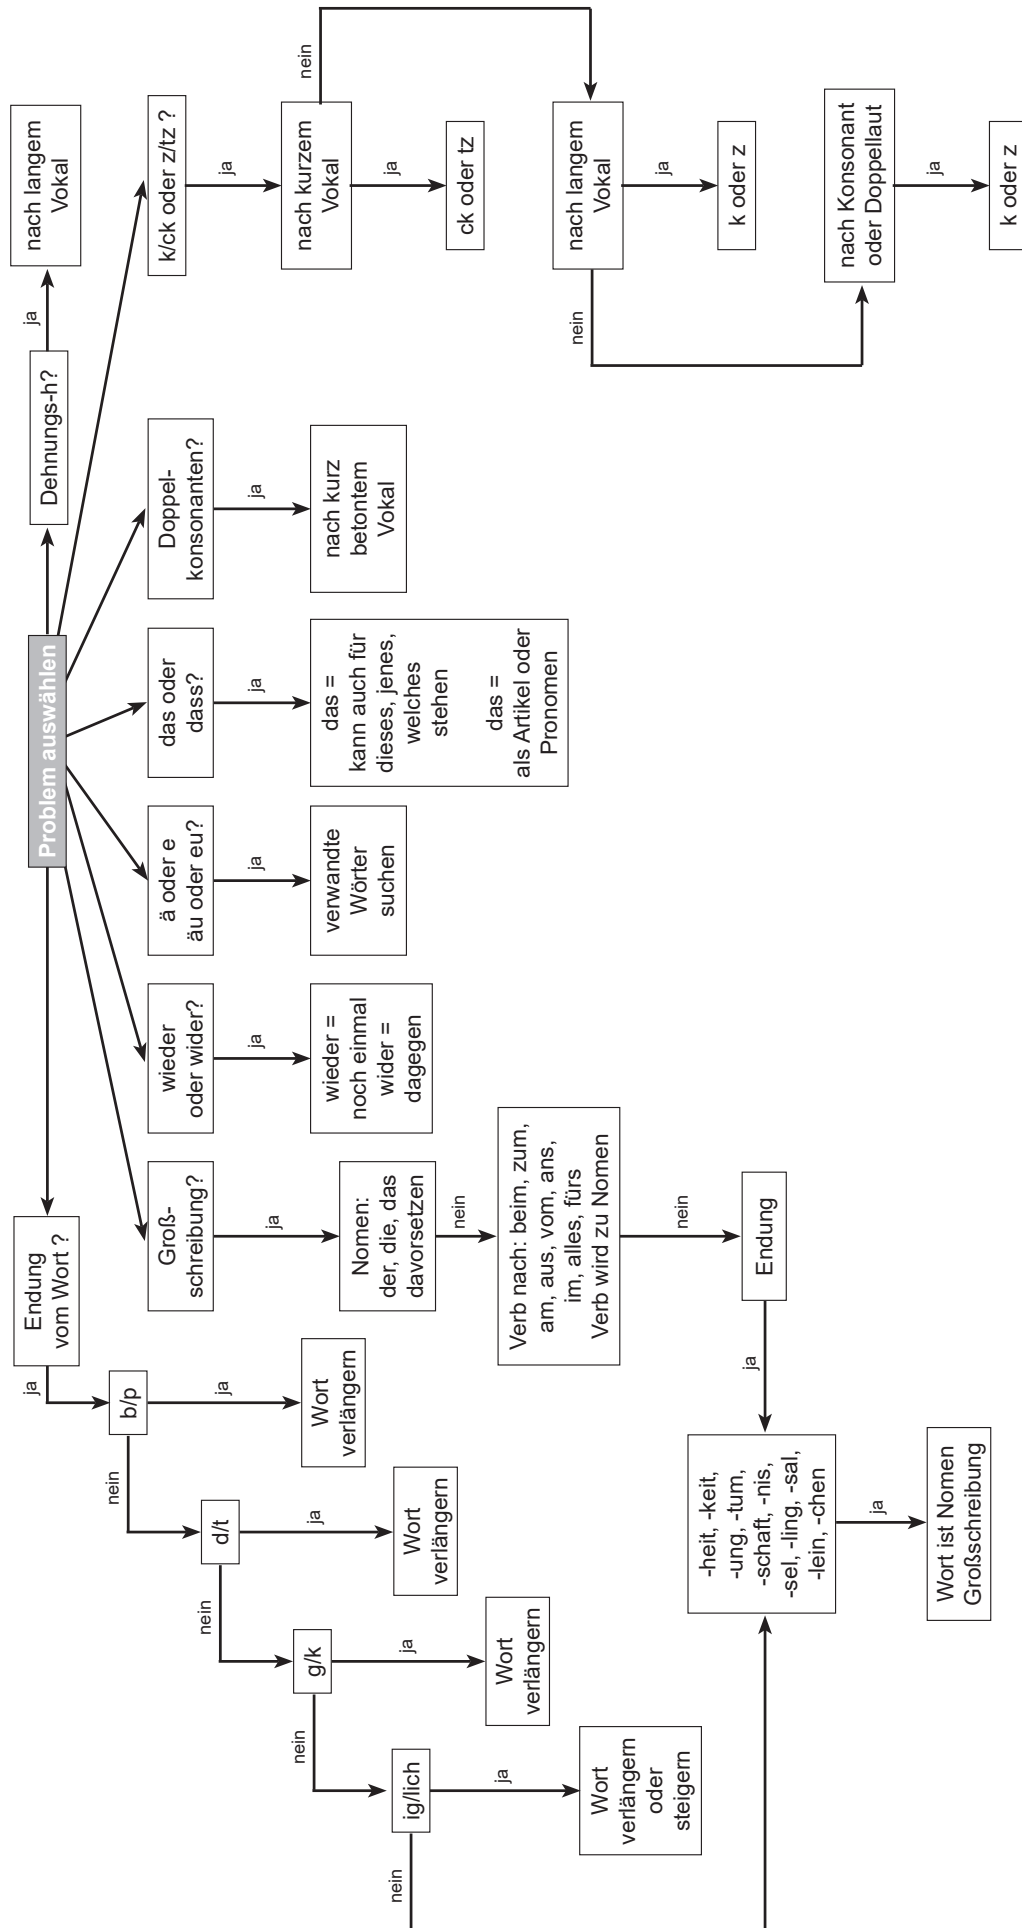 Problem auswählen
Endung
vom Wort ?
ja
b/p
ja
Wort
verlängern
nein
d/t
ja
Wort
verlängern
nein
g/k
ja
Wort
verlängern
nein
ig/lich
ja
Wort
verlängern
oder
steigern
nein
Groß-
schreibung?
ja
Nomen:
der, die, das
davorsetzen
nein
Verb nach: beim, zum,
am, aus, vom, ans,
im, alles, fürs
Verb wird zu Nomen
nein
Endung
ja
-heit, -keit,
-ung, -tum,
-schaft, -nis,
-sel, -ling, -sal,
-lein, -chen
ja
Wort ist Nomen
Großschreibung
wieder
oder wider?
ja
wieder =
noch einmal
wider =
dagegen
ä oder e
äu oder eu?
ja
verwandte
Wörter
suchen
das oder
dass?
ja
das =
kann auch für
dieses, jenes,
welches
stehen
das =
als Artikel oder
Pronomen
Doppel-
konsonanten?
ja
nach kurz
betontem
Vokal
Dehnungs-h?
ja
nach langem
Vokal
k/ck oder z/tz ?
ja
nach kurzem
Vokal
ja
ck oder tz
nein
nach langem
Vokal
ja
k oder z
nein
nach Konsonant
oder Doppellaut
ja
k oder z